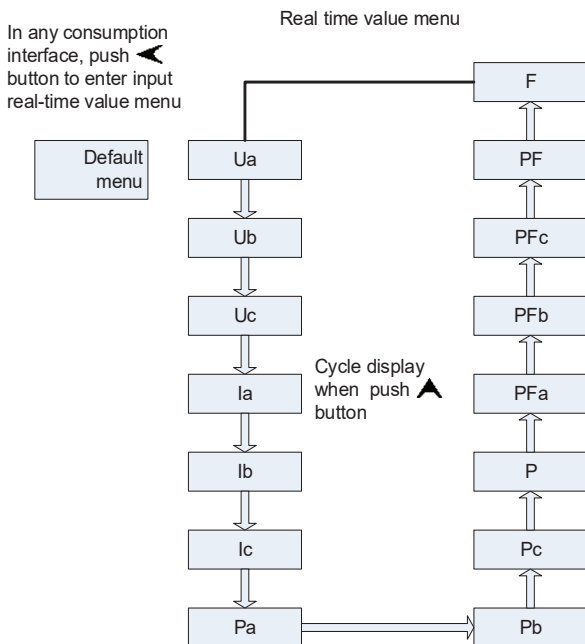 Real time value menu
In any consumption
interface, push
button to enter input
real-time value menu
Default
menu
Ua
Ub
Uc
Ia
Ib
Ic
Pa
Cycle display
when push
button
F
PF
PFc
PFb
PFa
P
Pc
Pb